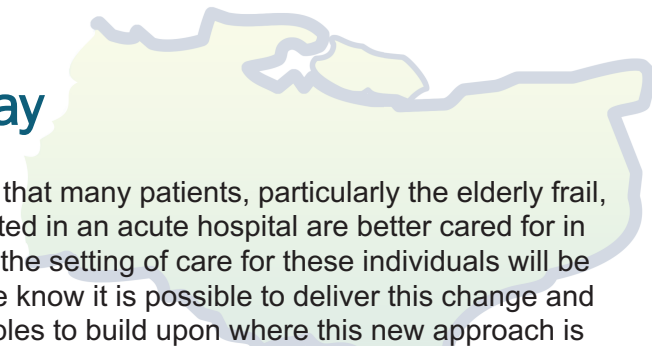 ay
that many patients, particularly the elderly frail,
ted in an acute hospital are better cared for in
the setting of care for these individuals will be
e know it is possible to deliver this change and
ples to build upon where this new approach is